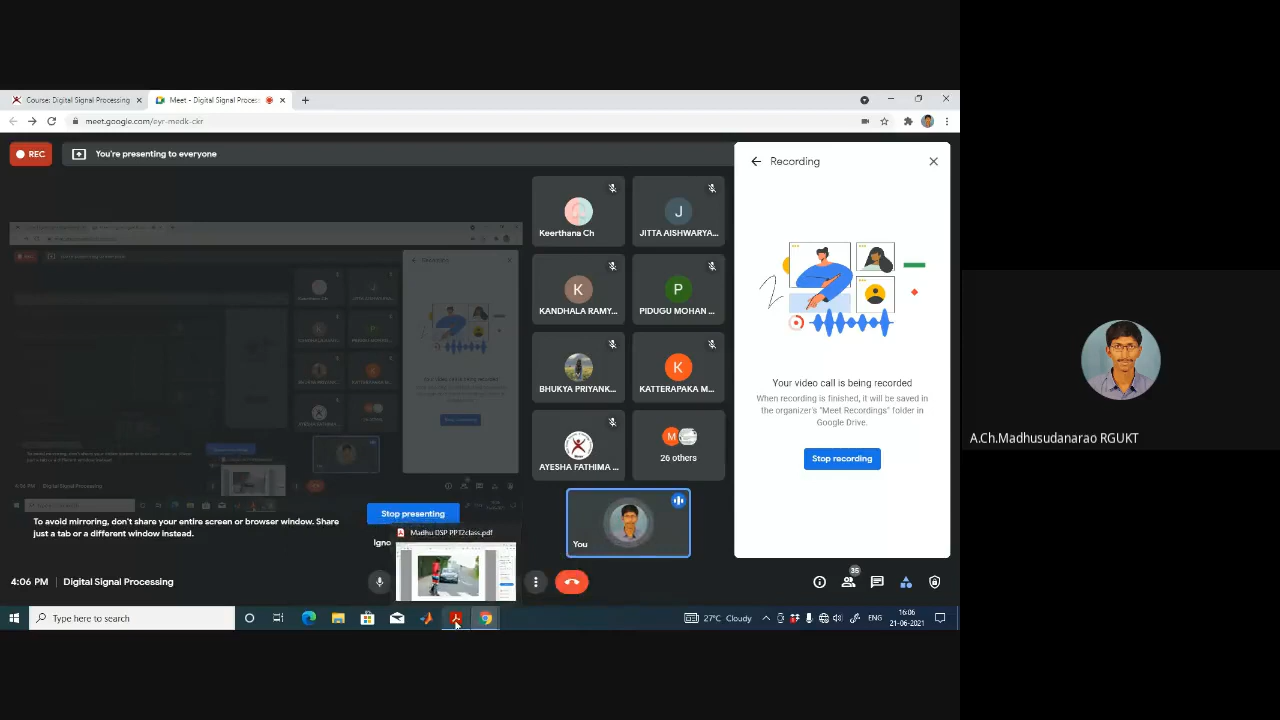 Course: Digital Signal Processing
Meet - Digital Signal Proces
meet.google.com/eyr-medk-ckr
REC
You're presenting to everyone
Recording
Keerthana Ch
J
JITTA AISHWARYA...
K
KANDHALA RAMY...
P
PIDUGU MOHAN ...
BHUKYA PRIYANK...
K
KATTERAPAKA M...
AYESHA FATHIMA ...
M
26 others
You
Your video call is being recorded
When recording is finished, it will be saved in
the organizer's "Meet Recordings" folder in
Google Drive.
Stop recording
A.Ch.Madhusudanarao RGUKT
To avoid mirroring, don't share your entire screen or browser window. Share
just a tab or a different window instead.
Stop presenting
Igno
Madhu DSP PPT2class.pdf
4:06 PM
Digital Signal Processing
35
Type here to search
27°C Cloudy
ENG
16:06
21-06-2021